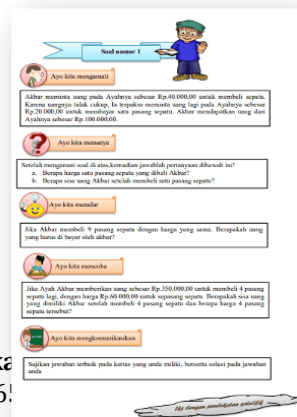 Soal nomor 1
Ayo kita mengamati
Akbar meminta uang pada Ayahnya sebesar Rp.40.000,00 untuk membeli sepatu.
Karena uangnya tidak cukup, Ia terpaksa meminta uang lagi pada Ayahnya sebesar
Rp.20.000,00 untuk membayar satu pasang sepatu. Akbar mendapatkan uang dari
Ayahnya sebesar Rp.100.000,00.
Ayo kita menanya
Setelah mengamati soal di atas,kemudian jawablah pertanyaan dibawah ini!
a. Berapa harga satu pasang sepatu yang dibeli Akbar?
b. Berapa sisa uang Akbar setelah membeli satu pasang sepatu?
Ayo kita menalar
Jika Akbar membeli 9 pasang sepatu dengan harga yang sama. Berapakah uang
yang harus di bayar oleh akbar?
Ayo kita mencoba
Jika Ayah Akbar memberikan uang sebesar Rp.350.000,00 untuk membeli 4 pasang
sepatu lagi, dengan harga Rp.60.000,00 untuk sepasang sepatu. Berapakah sisa uang
yang dimiliki Akbar setelah membeli 4 pasang sepatu dan berapa harga 4 pasang
sepatu tersebut?
Ayo kita mengkomunikasikan
Sajikan jawaban terbaik pada kertas yang anda miliki, berserta solusi pada jawaban
anda
lks dengan pendekatan saintifik